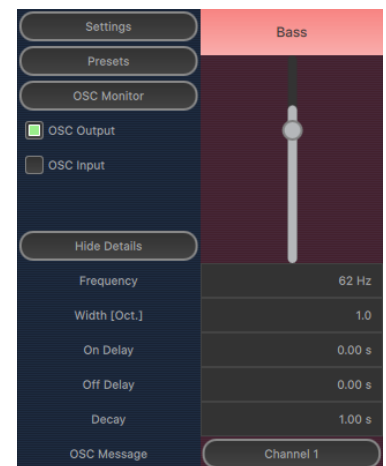 Settings
Bass
Presets
OSC Monitor
OSC Output
OSC Input
Hide Details
Frequency 62 Hz
Width [Oct.] 1.0
On Delay 0.00 s
Off Delay 0.00 s
Decay 1.00 s
OSC Message Channel 1